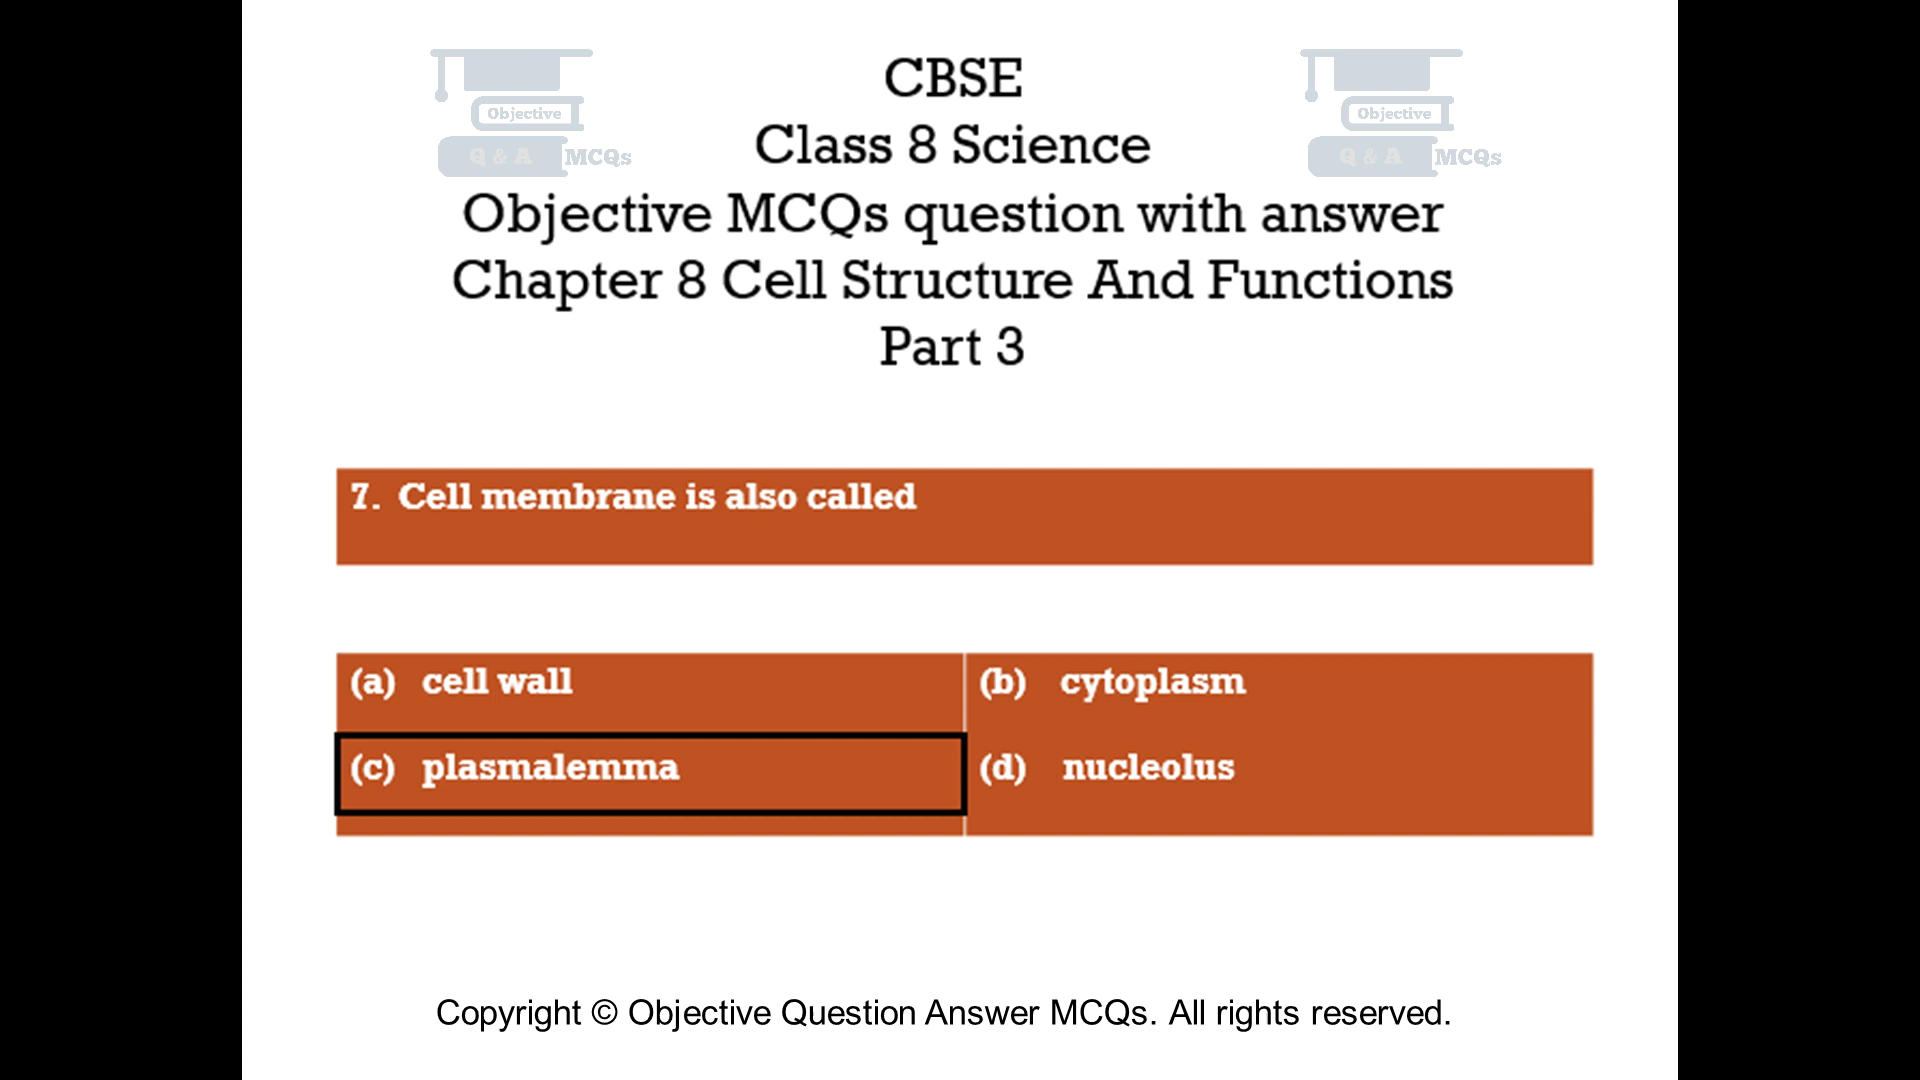 Objective
Q & A MCQs
Objective
Q & A MCQs
CBSE
Class 8 Science
Objective MCQs question with answer
Chapter 8 Cell Structure And Functions
Part 3
7. Cell membrane is also called
(a) cell wall
(b) cytoplasm
(c) plasmalemma
(d) nucleolus
Copyright © Objective Question Answer MCQs. All rights reserved.